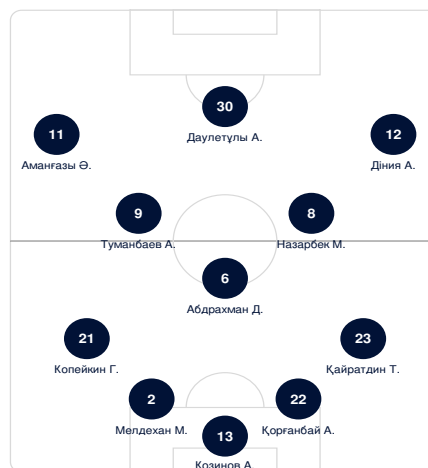 30
Даулетұлы А.
11
Аманғазы Ә.
12
Діния А.
9
Туманбаев А.
8
Назарбек М.
6
Абдрахман Д.
21
Копейкин Г.
23
Қайратдин Т.
2
Мелдехан М.
22
Қорғанбай А.
13
Козинов А.